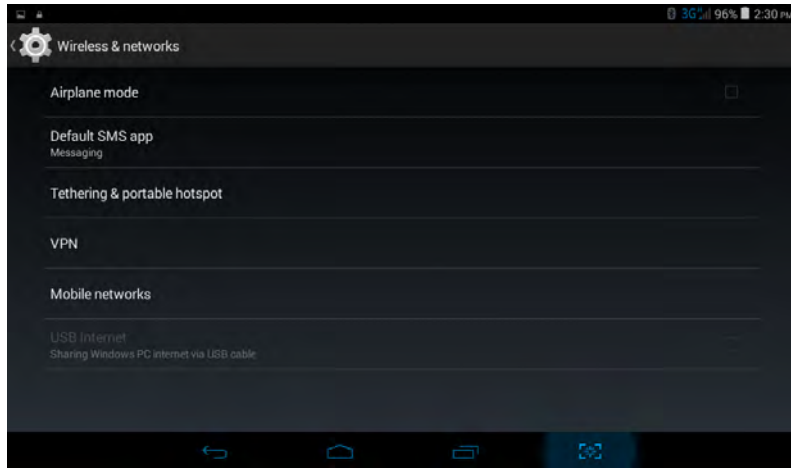 3G 96% 2:30 PM
Wireless & networks
Airplane mode
Default SMS app
Messaging
Tethering & portable hotspot
VPN
Mobile networks
USB Internet
Sharing Windows PC internet via USB cable